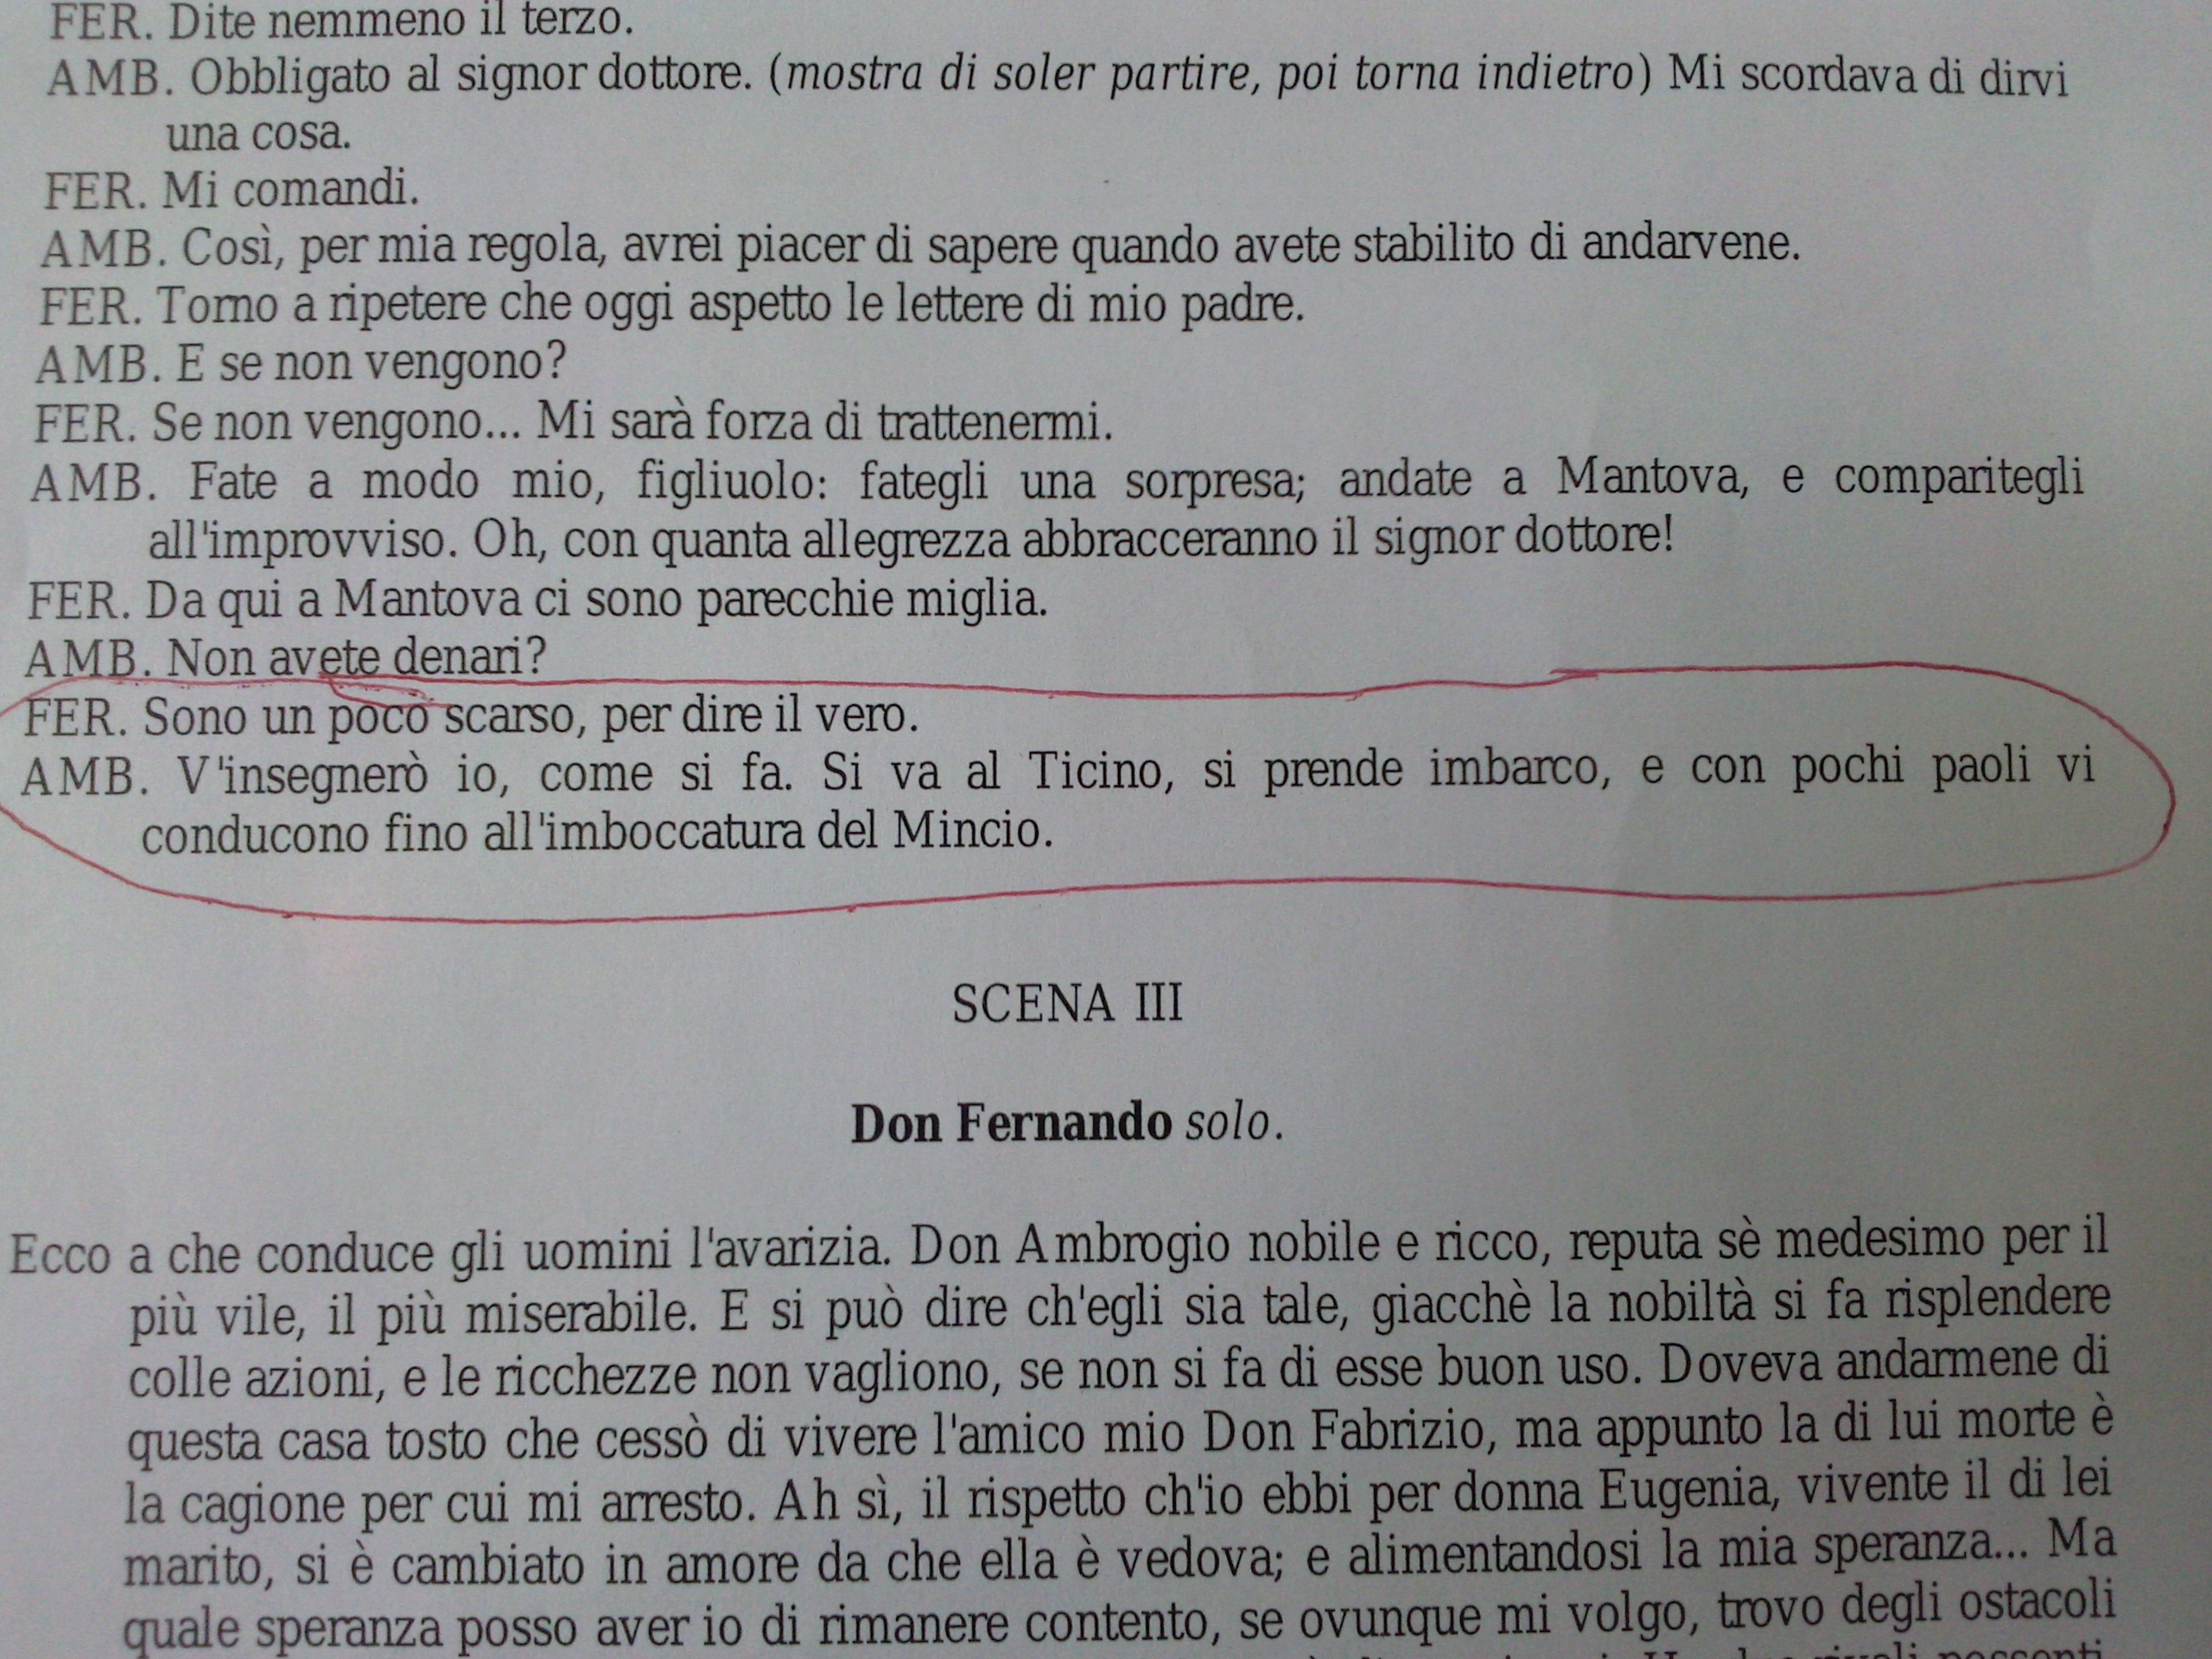 FER. Dite nemmeno il terzo.
AMB. Obbligato al signor dottore. (mostra di soler partire, poi torna indietro) Mi scordava di dirvi
una cosa.
FER. Mi comandi.
AMB. Così, per mia regola, avrei piacer di sapere quando avete stabilito di andarvene.
FER. Torno a ripetere che oggi aspetto le lettere di mio padre.
AMB. E se non vengono?
FER. Se non vengono... Mi sarà forza di trattenermi.
AMB. Fate a modo mio, figliuolo: fategli una sorpresa; andate a Mantova, e comparitegli
all'improvviso. Oh, con quanta allegrezza abbracceranno il signor dottore!
FER. Da qui a Mantova ci sono parecchie miglia.
AMB. Non avete denari?
FER. Sono un poco scarso, per dire il vero.
AMB. V'insegnerò io, come si fa. Si va al Ticino, si prende imbarco, e con pochi paoli vi
conducono fino all'imboccatura del Mincio.
SCENA III
Don Fernando solo.
Ecco a che conduce gli uomini l'avarizia. Don Ambrogio nobile e ricco, reputa sè medesimo per il
più vile, il più miserabile. E si può dire ch'egli sia tale, giacchè la nobiltà si fa risplendere
colle azioni, e le ricchezze non vagliono, se non si fa di esse buon uso. Doveva andarmene di
questa casa tosto che cessò di vivere l'amico mio Don Fabrizio, ma appunto la di lui morte è
la cagione per cui mi arresto. Ah sì, il rispetto ch'io ebbi per donna Eugenia, vivente il di lei
marito, si è cambiato in amore da che ella è vedova; e alimentandosi la mia speranza... Ma
quale speranza posso aver io di rimanere contento, se ovunque mi volgo, trovo degli ostacoli